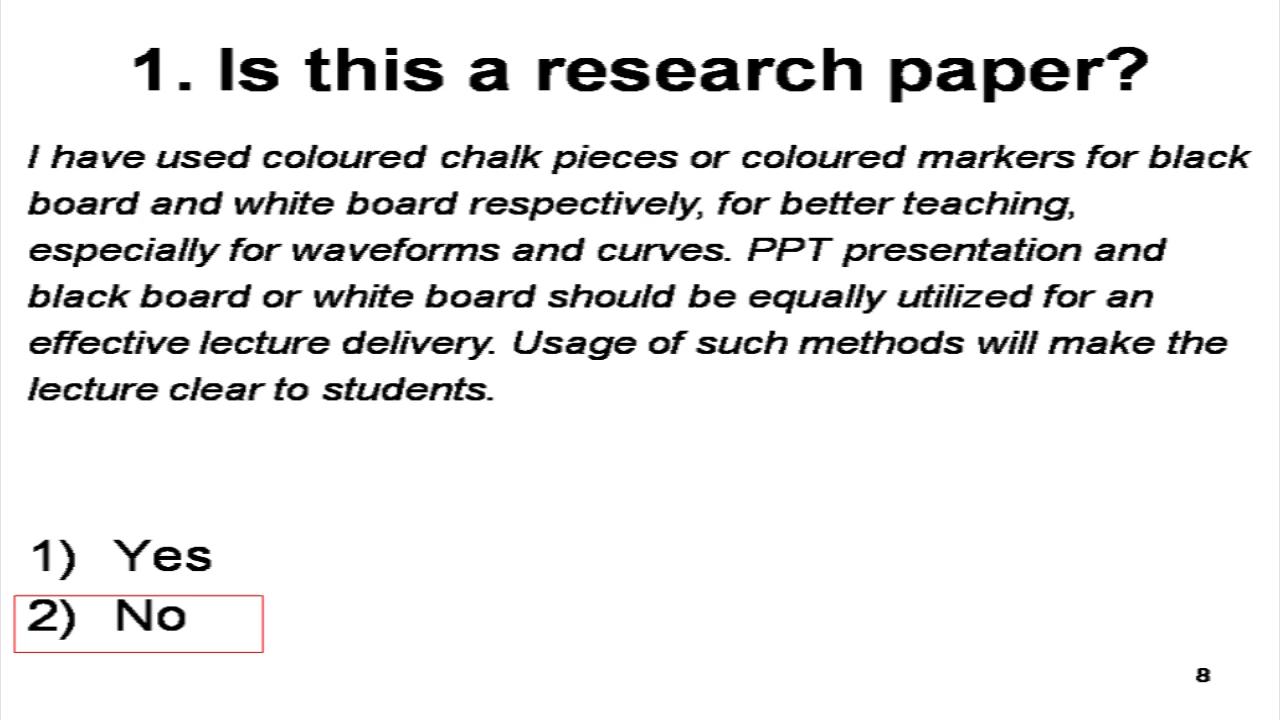 1. Is this a research paper?
I have used coloured chalk pieces or coloured markers for black
board and white board respectively, for better teaching,
especially for waveforms and curves. PPT presentation and
black board or white board should be equally utilized for an
effective lecture delivery. Usage of such methods will make the
lecture clear to students.
1) Yes
2) No
8